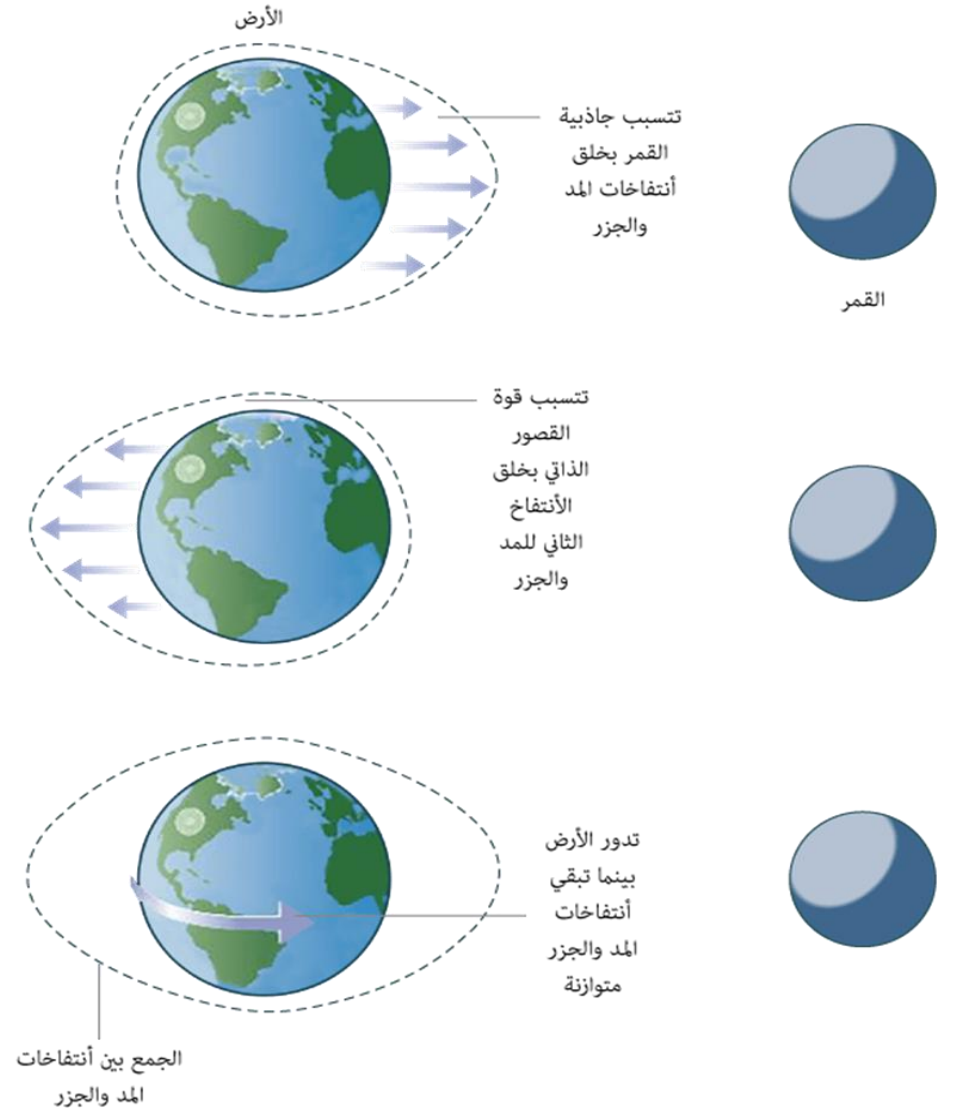 الأرض
تتسبب جاذبية
القمر بخلق
أنتفاخات المد
والجزر
القمر
تتسبب قوة
القصور
الذاتي بخلق
الأنتفاخ
الثاني للمد
والجزر
تدور الأرض
بينما تبقي
أنتفاخات
المد والجزر
متوازنة
الجمع بين أنتفاخات
المد والجزر